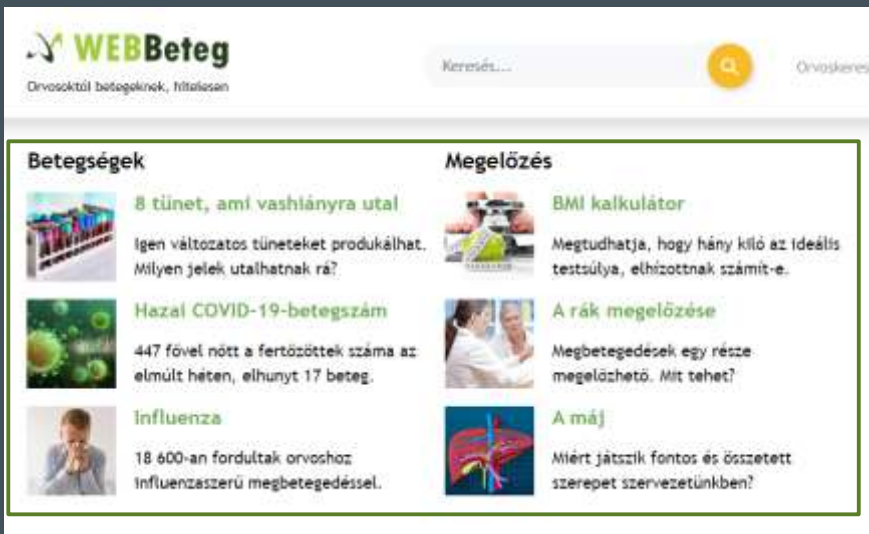 WEBBeteg
Orvosoktól betegeknek, hitelesen
Keresés...
Orvoskeres
Betegségek
8 tünet, ami vashiányra utal
Igen változatos tüneteket produkálhat.
Milyen jelek utalhatnak rá?
Hazai COVID-19-betegszám
447 fővel nőtt a fertőzöttek száma az
elmúlt héten, elhunyt 17 beteg.
Influenza
18 600-an fordultak orvoshoz
influenzaszerű megbetegedéssel.
Megelőzés
BMI kalkulátor
Megtudhatja, hogy hány kiló az ideális
testsúlya, elhízottnak számít-e.
A rák megelőzése
Megbetegedések egy része
megelőzhető. Mit tehet?
A máj
Miért játszik fontos és összetett
szerepet szervezetünkben?